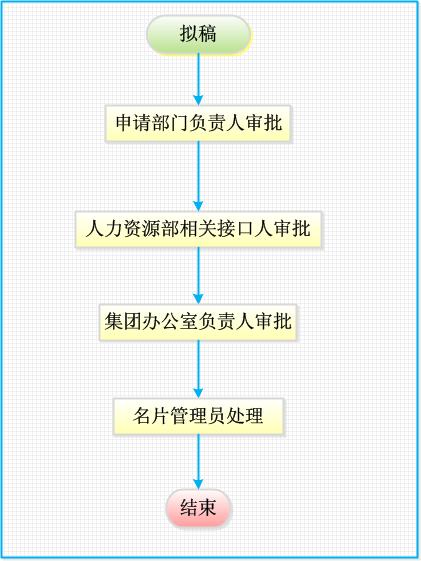 拟稿
申请部门负责人审批
人力资源部相关接口人审批
集团办公室负责人审批
名片管理员处理
结束